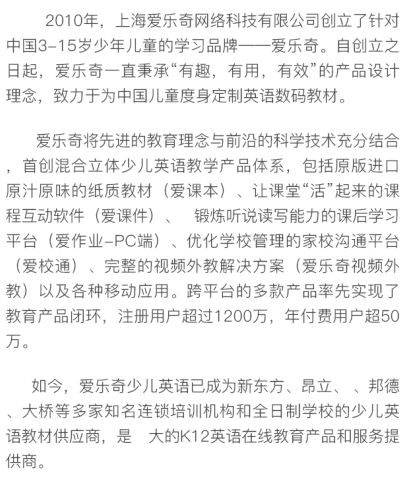 2010年，上海爱乐奇网络科技有限公司创立了针对
中国3-15岁少年儿童的学习品牌——爱乐奇。自创立之
日起，爱乐奇一直秉承“有趣，有用，有效”的产品设计
理念，致力于为中国儿童度身定制英语数码教材。
爱乐奇将先进的教育理念与前沿的科学技术充分结合
，首创混合立体少儿英语教学产品体系，包括原版进口
原汁原味的纸质教材（爱课本）、让课堂“活”起来的课
程互动软件（爱课件）、 锻炼听说读写能力的课后学习
平台（爱作业-PC端）、优化学校管理的家校沟通平台
（爱校通）、完整的视频外教解决方案（爱乐奇视频外
教）以及各种移动应用。跨平台的多款产品率先实现了
教育产品闭环，注册用户超过1200万，年付费用户超50
万。
如今，爱乐奇少儿英语已成为新东方、昂立、 、邦德
、大桥等多家知名连锁培训机构和全日制学校的少儿英
语教材供应商，是 大的K12英语在线教育产品和服务提
供商。